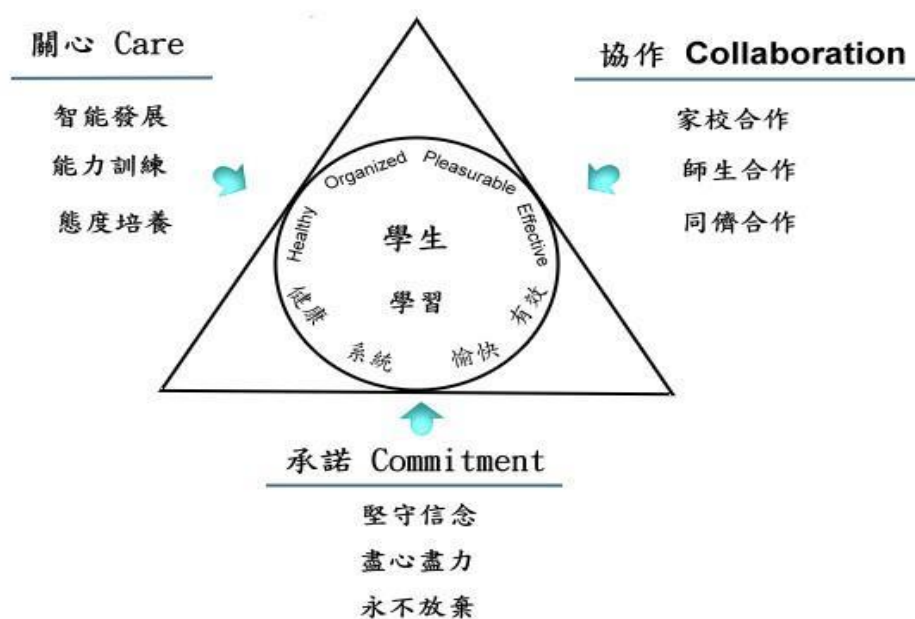 關心 Care
智能發展
能力訓練
態度培養
協作 Collaboration
家校合作
師生合作
同儕合作
Healthy
Organized
Pleasurable
Effective
學生
學習
健康
系統
愉快
有效
承諾 Commitment
堅守信念
盡心盡力
永不放棄